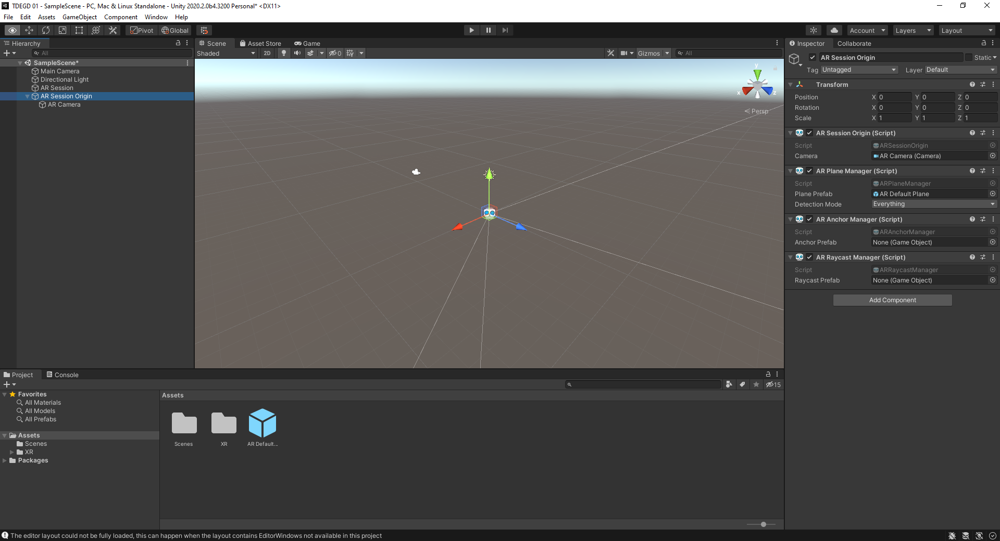 TDEGD 01 - SampleScene - PC, Mac & Linux Standalone - Unity 2020.2.0b4.3200 Personal* <DX11>
File Edit Assets GameObject Component Window Help
Pivot Global Account Layers Layout
Hierarchy
All
SampleScene*
Main Camera
Directional Light
AR Session
AR Session Origin
AR Camera
Scene Asset Store Game
Shaded 2D 0 Gizmos All
y
x z
Persp
Inspector Collaborate
AR Session Origin Static
Tag Untagged Layer Default
Transform
Position X 0 Y 0 Z 0
Rotation X 0 Y 0 Z 0
Scale X 1 Y 1 Z 1
AR Session Origin (Script)
Script ARSessionOrigin
Camera AR Camera (Camera)
AR Plane Manager (Script)
Script ARPlaneManager
Plane Prefab AR Default Plane
Detection Mode Everything
AR Anchor Manager (Script)
Script ARAnchorManager
Anchor Prefab None (Game Object)
AR Raycast Manager (Script)
Script ARRaycastManager
Raycast Prefab None (Game Object)
Add Component
Project Console
15
Favorites
All Materials
All Models
All Prefabs
Assets
Scenes
XR
Packages
Assets
Scenes XR AR Default...
The editor layout could not be fully loaded, this can happen when the layout contains EditorWindows not available in this project